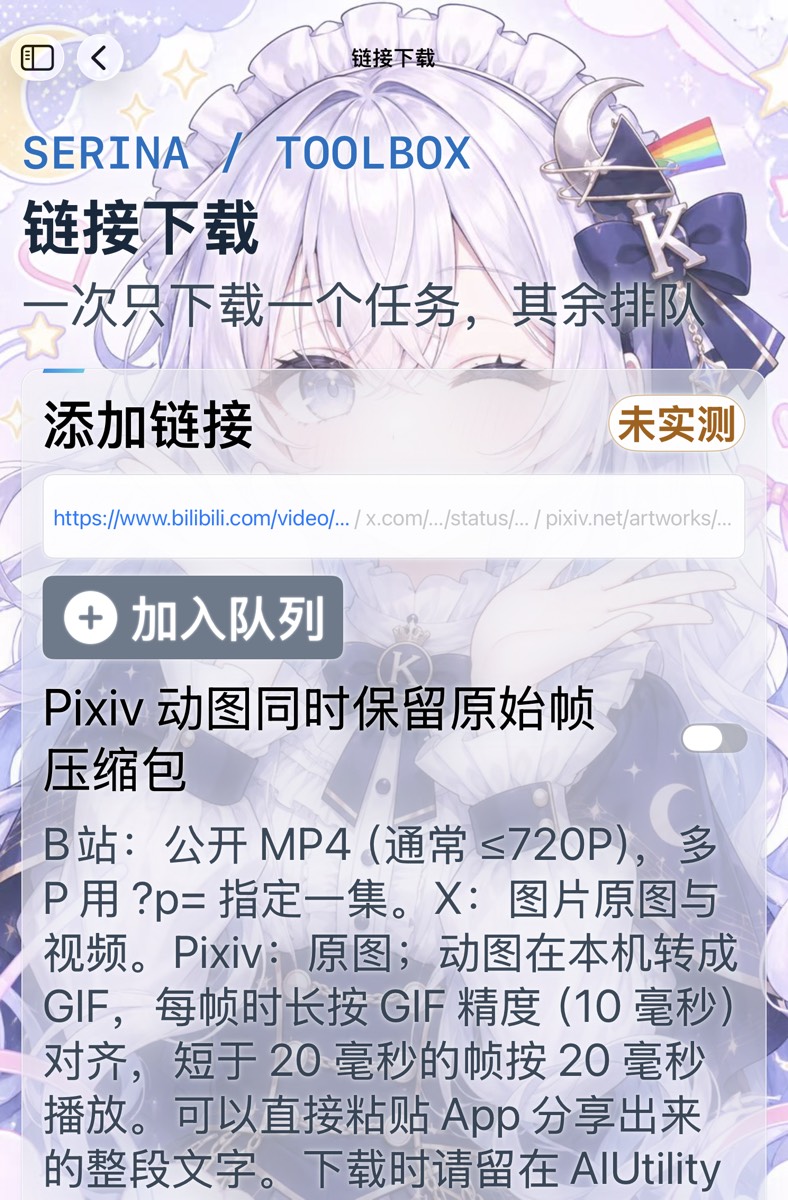 链接下载
SERINA / TOOLBOX
链接下载
一次只下载一个任务，其余排队
添加链接
未实测
https://www.bilibili.com/video/... / x.com/.../status/... / pixiv.net/artworks/...
加入队列
Pixiv 动图同时保留原始帧
压缩包
B站：公开 MP4（通常 ≤720P），多
P 用 ?p= 指定一集。X：图片原图与
视频。Pixiv：原图；动图在本机转成
GIF，每帧时长按 GIF 精度（10 毫秒）
对齐，短于 20 毫秒的帧按 20 毫秒
播放。可以直接粘贴 App 分享出来
的整段文字。下载时请留在 AIUtility
K
K